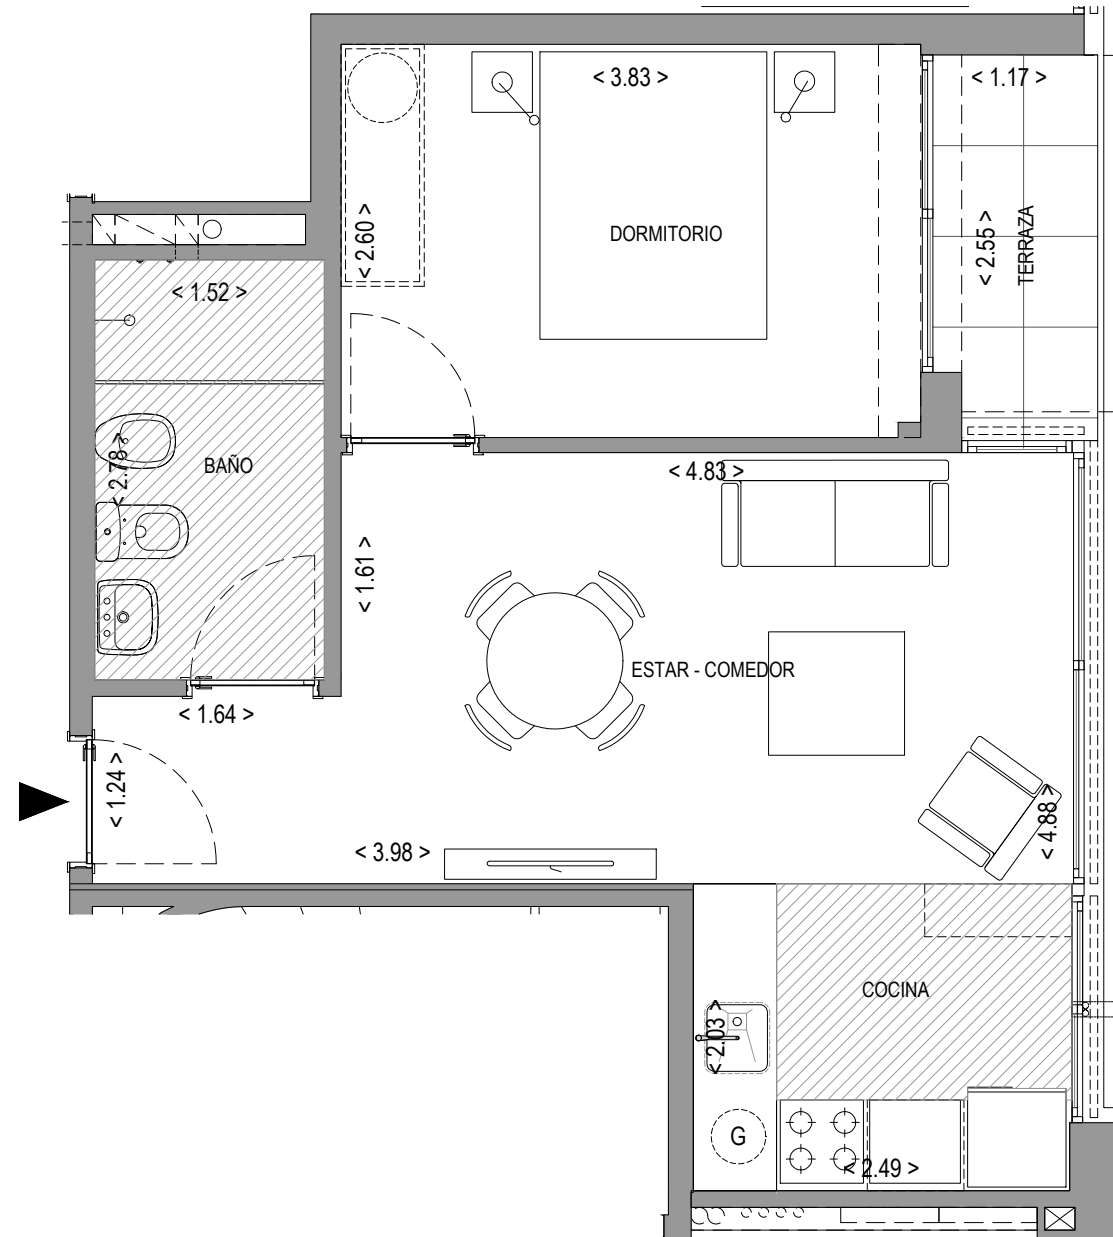 < 3.83 >
< 1.17 >
< 2.60 >
DORMITORIO
< 2.55 >
TERRAZA
< 1.52 >
< 2.78 >
BAÑO
< 4.83 >
< 1.61 >
ESTAR - COMEDOR
< 1.64 >
< 1.24 >
< 3.98 >
< 4.88 >
COCINA
< 2.03 >
G
< 2.49 >